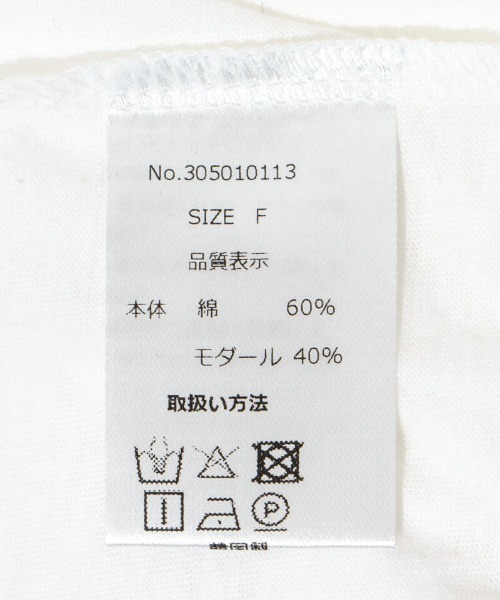 No.305010113
SIZE F
品質表示
本体 綿 60%
モダール 40%
取扱い方法
P